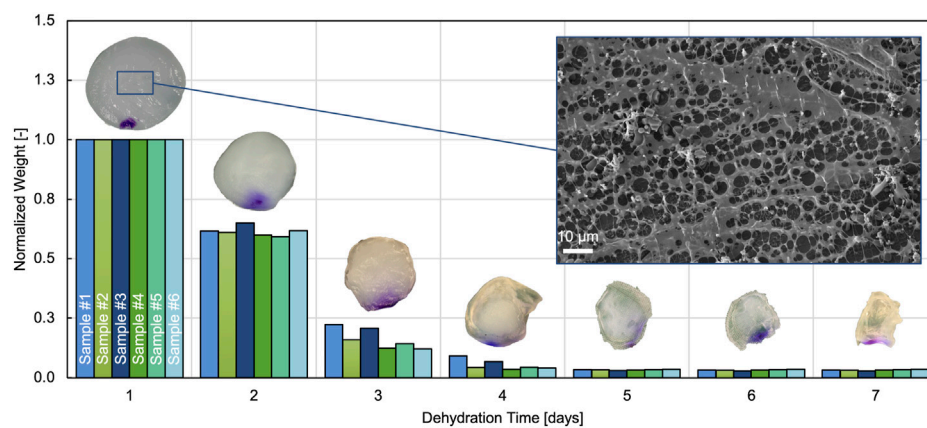 1.5
1.3
1.0
0.8
0.5
0.3
0.0
Normalized Weight [-]
Sample #1
Sample #2
Sample #3
Sample #4
Sample #5
Sample #6
10 µm
1 2 3 4 5 6 7
Dehydration Time [days]